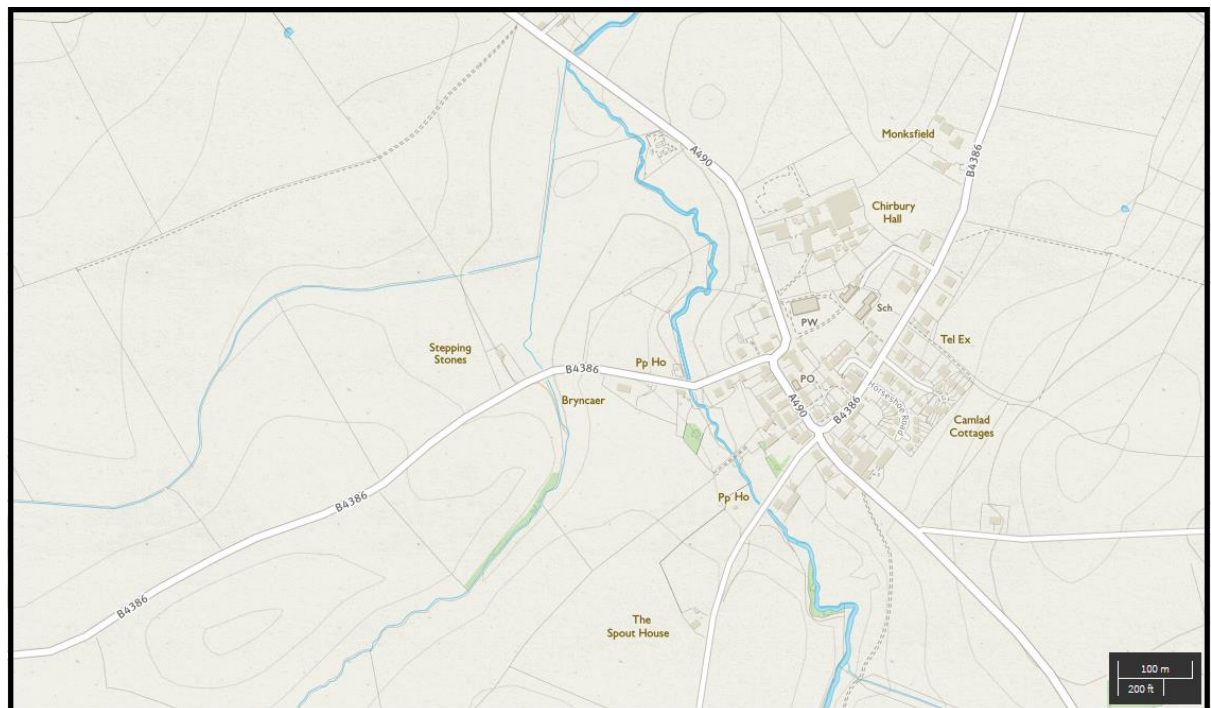 A490
Monksfield
B4386
Chirbury
Hall
PW
Sch
Stepping
Stones
Pp Ho
Tel Ex
B4386
Bryncaer
PO
Horseshoe Road
A490
B4386
Camlad
Cottages
B4386
Pp Ho
B4386
The
Spout House
100 m
200 ft